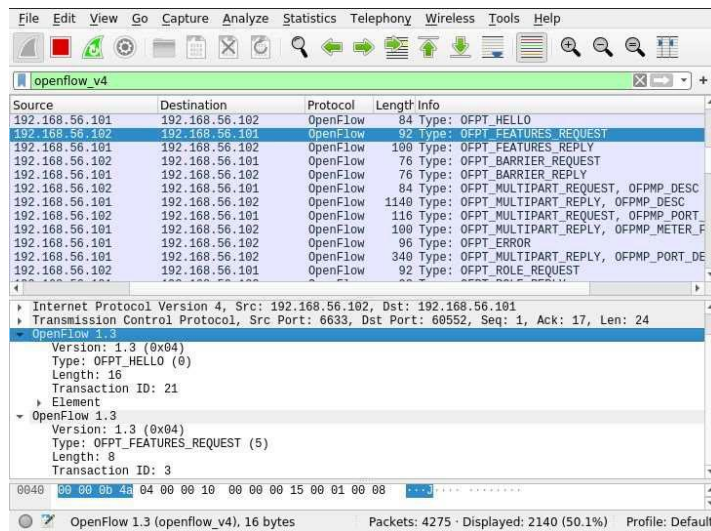 File Edit View Go Capture Analyze Statistics Telephony Wireless Tools Help
openflow_v4
Source Destination Protocol Length Info
192.168.56.101 192.168.56.102 OpenFlow 84 Type: OFPT_HELLO
192.168.56.102 192.168.56.101 OpenFlow 92 Type: OFPT_FEATURES_REQUEST
192.168.56.101 192.168.56.102 OpenFlow 100 Type: OFPT_FEATURES_REPLY
192.168.56.102 192.168.56.101 OpenFlow 76 Type: OFPT_BARRIER_REQUEST
192.168.56.101 192.168.56.102 OpenFlow 76 Type: OFPT_BARRIER_REPLY
192.168.56.102 192.168.56.101 OpenFlow 84 Type: OFPT_MULTIPART_REQUEST, OFPMP_DESC
192.168.56.101 192.168.56.102 OpenFlow 1140 Type: OFPT_MULTIPART_REPLY, OFPMP_DESC
192.168.56.102 192.168.56.101 OpenFlow 116 Type: OFPT_MULTIPART_REQUEST, OFPMP_PORT_
192.168.56.101 192.168.56.102 OpenFlow 100 Type: OFPT_MULTIPART_REPLY, OFPMP_METER_F
192.168.56.101 192.168.56.102 OpenFlow 96 Type: OFPT_ERROR
192.168.56.101 192.168.56.102 OpenFlow 340 Type: OFPT_MULTIPART_REPLY, OFPMP_PORT_DE
192.168.56.102 192.168.56.101 OpenFlow 92 Type: OFPT_ROLE_REQUEST
Internet Protocol Version 4, Src: 192.168.56.102, Dst: 192.168.56.101
Transmission Control Protocol, Src Port: 6633, Dst Port: 60552, Seq: 1, Ack: 17, Len: 24
OpenFlow 1.3
Version: 1.3 (0x04)
Type: OFPT_HELLO (0)
Length: 16
Transaction ID: 21
Element
OpenFlow 1.3
Version: 1.3 (0x04)
Type: OFPT_FEATURES_REQUEST (5)
Length: 8
Transaction ID: 3
0040 00 00 0b 4a 04 00 00 10 00 00 00 15 00 01 00 08 ···J···· ········
OpenFlow 1.3 (openflow_v4), 16 bytes Packets: 4275 · Displayed: 2140 (50.1%) Profile: Defaul